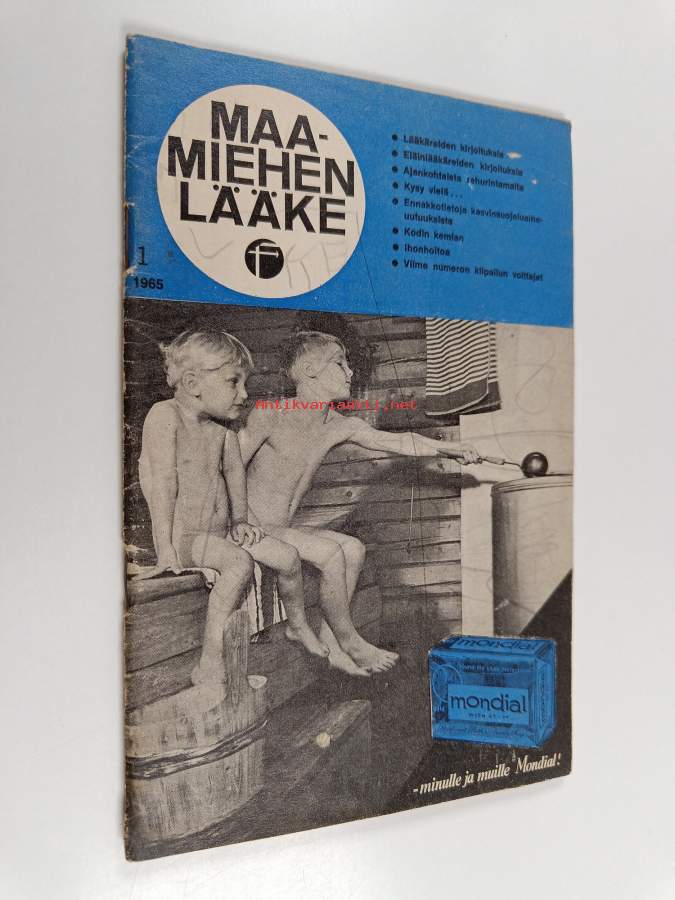 MAA-
MIEHEN
LÄÄKE
f
1
1965
● Lääkäreiden kirjoituksia
● Eläinlääkäreiden kirjoituksia
● Ajankohtaista rehurintamalta
● Kysy vielä...
● Ennakkotietoja kasvinsuojeluaine-
uutuuksista
● Kodin kemian
● Ihonhoitoa
● Viime numeron kilpailun voittajat
Antikvariaatti.net
mondial
mondial
-minulle ja muille Mondial!